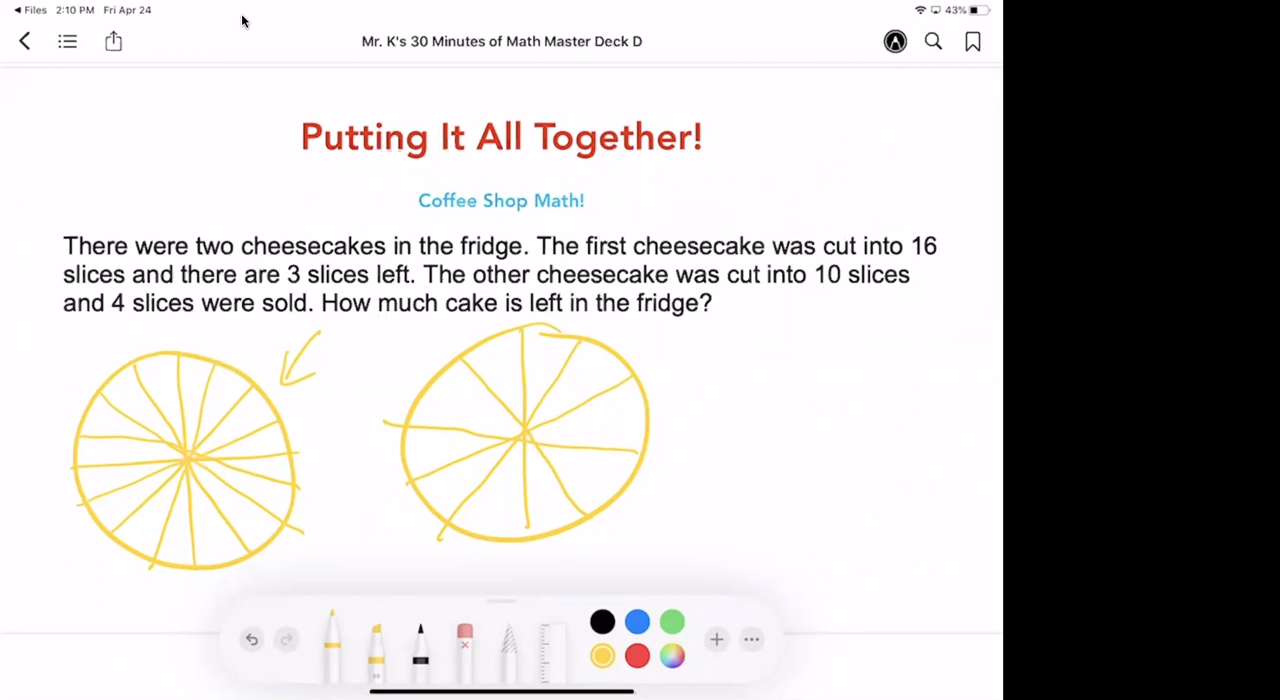 Files 2:10 PM Fri Apr 24 43%
Mr. K's 30 Minutes of Math Master Deck D
Putting It All Together!
Coffee Shop Math!
There were two cheesecakes in the fridge. The first cheesecake was cut into 16
slices and there are 3 slices left. The other cheesecake was cut into 10 slices
and 4 slices were sold. How much cake is left in the fridge?